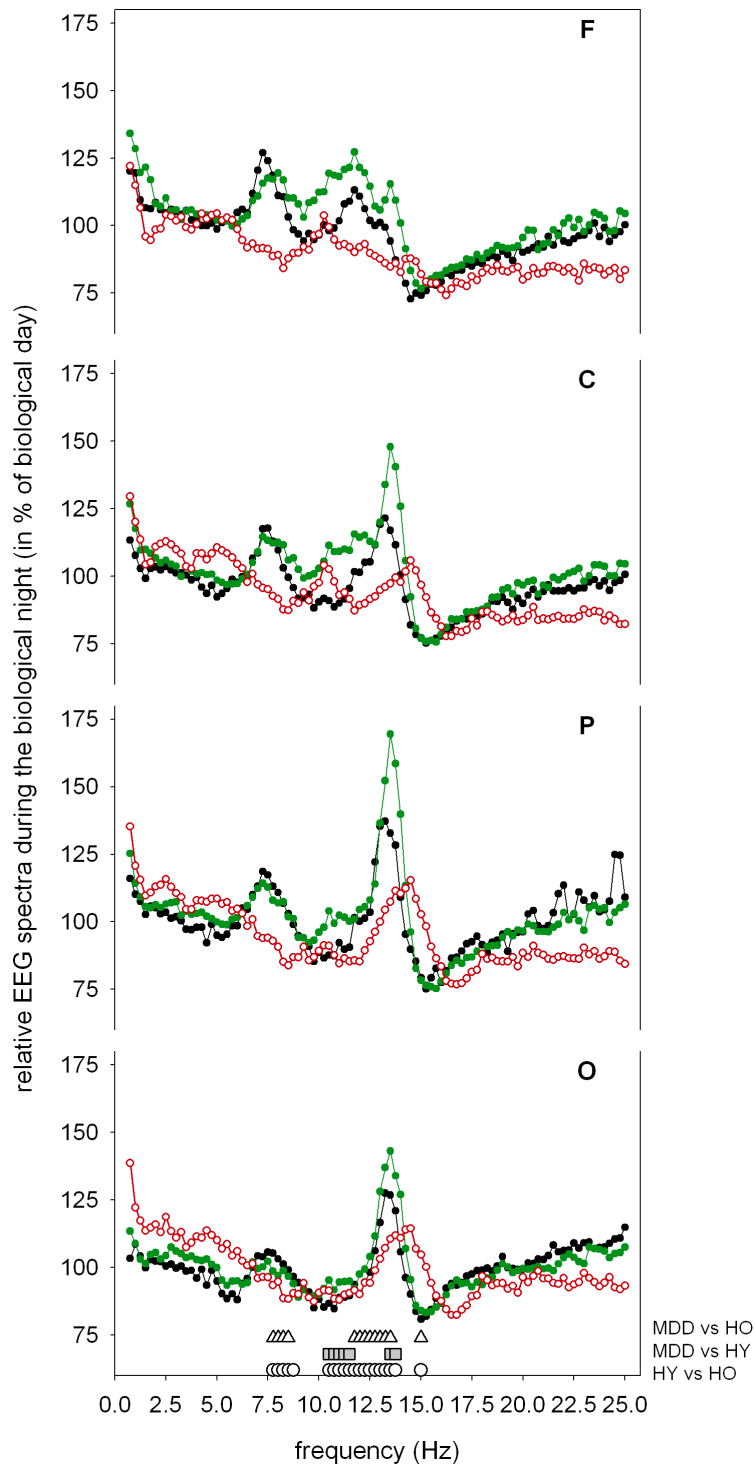 relative EEG spectra during the biological night (in % of biological day)
175
F
150
125
100
75
175
C
150
125
100
75
175
P
150
125
100
75
175
O
150
125
100
75
MDD vs HO
MDD vs HY
HY vs HO
0.0 2.5 5.0 7.5 10.0 12.5 15.0 17.5 20.0 22.5 25.0
frequency (Hz)